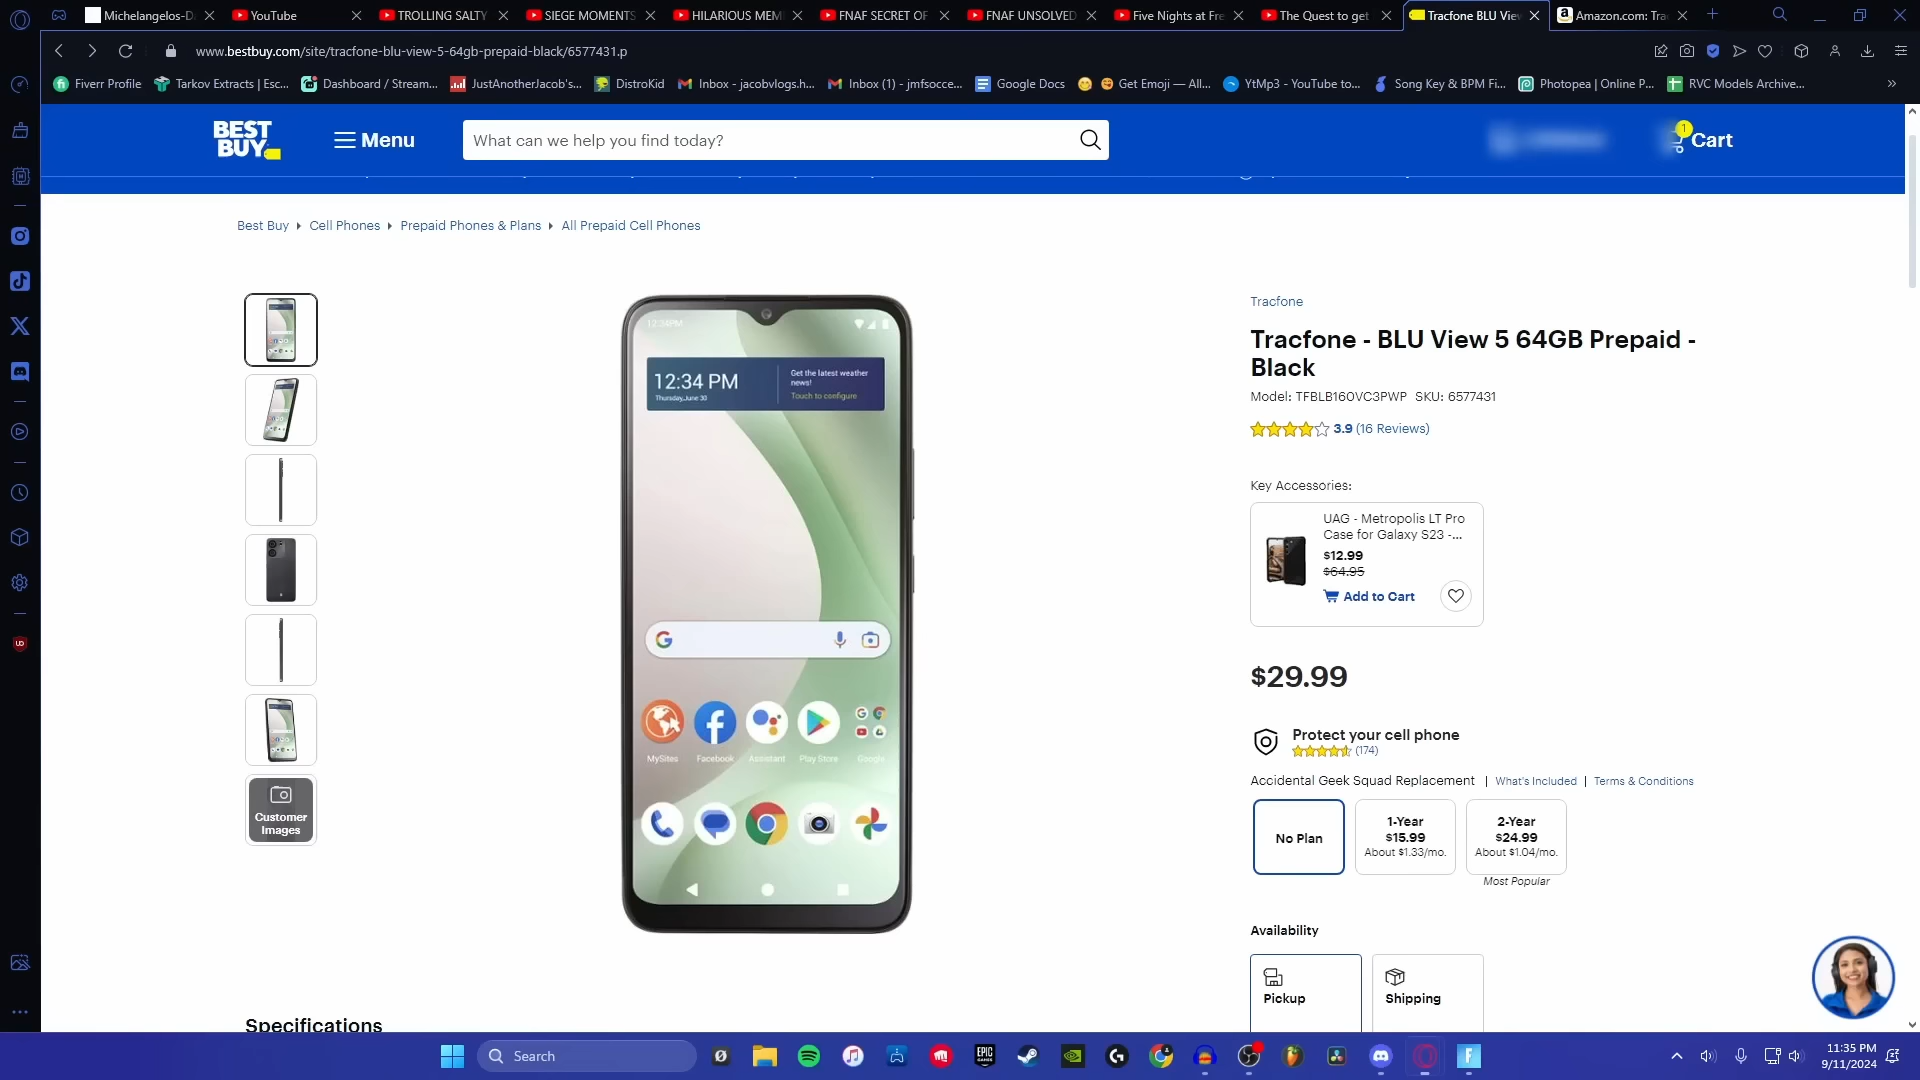 Michelangelos-D
YouTube
TROLLING SALTY
SIEGE MOMENTS
HILARIOUS MEM
FNAF SECRET OF
FNAF UNSOLVED
Five Nights at Fre
The Quest to get
Tracfone BLU View
Amazon.com: Tra
www.bestbuy.com/site/tracfone-blu-view-5-64gb-prepaid-black/6577431.p
Fiverr Profile
Tarkov Extracts | Esc...
Dashboard / Stream...
JustAnotherJacob's...
DistroKid
Inbox - jacobvlogs.h...
Inbox (1) - jmfsocce...
Google Docs
Get Emoji — All...
YtMp3 - YouTube to...
Song Key & BPM Fi...
Photopea | Online P...
RVC Models Archive...
BEST
BUY
Menu
What can we help you find today?
1
Cart
Best Buy
Cell Phones
Prepaid Phones & Plans
All Prepaid Cell Phones
Tracfone
Tracfone - BLU View 5 64GB Prepaid -
Black
Model: TFBLB160VC3PWP SKU: 6577431
3.9 (16 Reviews)
Key Accessories:
UAG - Metropolis LT Pro
Case for Galaxy S23 -...
$12.99
$64.95
Add to Cart
$29.99
Protect your cell phone
(174)
Accidental Geek Squad Replacement | What's Included | Terms & Conditions
No Plan
1-Year
$15.99
About $1.33/mo.
2-Year
$24.99
About $1.04/mo.
Most Popular
Availability
Pickup
Shipping
12:34PM
12:34 PM
Thursday, June 30
Get the latest weather
news!
Touch to configure
MySites
Facebook
Assistant
Play Store
Google
Customer
Images
Specifications
Search
EPIC
GAMES
11:35 PM
9/11/2024